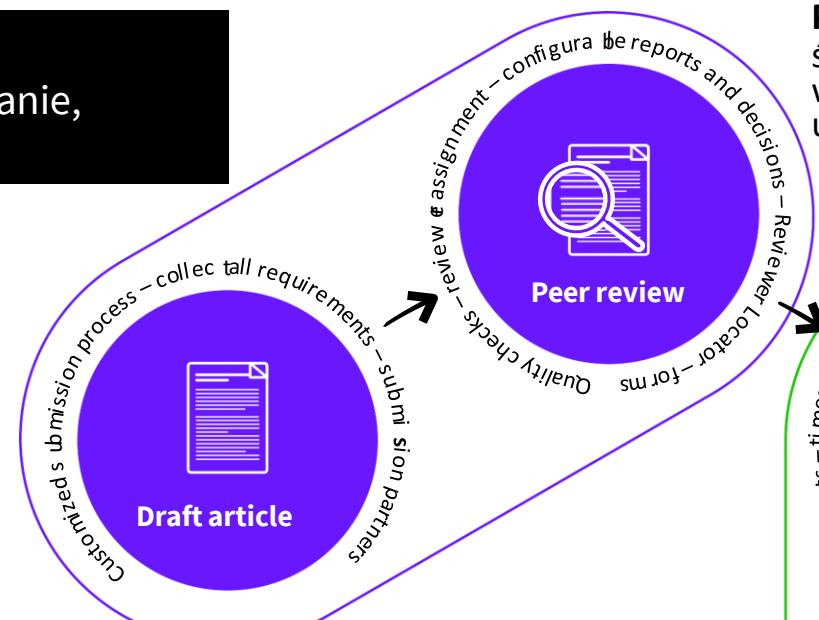 anie,
Quality checks – reviewer assignment – configurable reports and decisions – Reviewer Locator – forms
Peer review
Customized submission process – collect all requirements – submission partners
Draft article